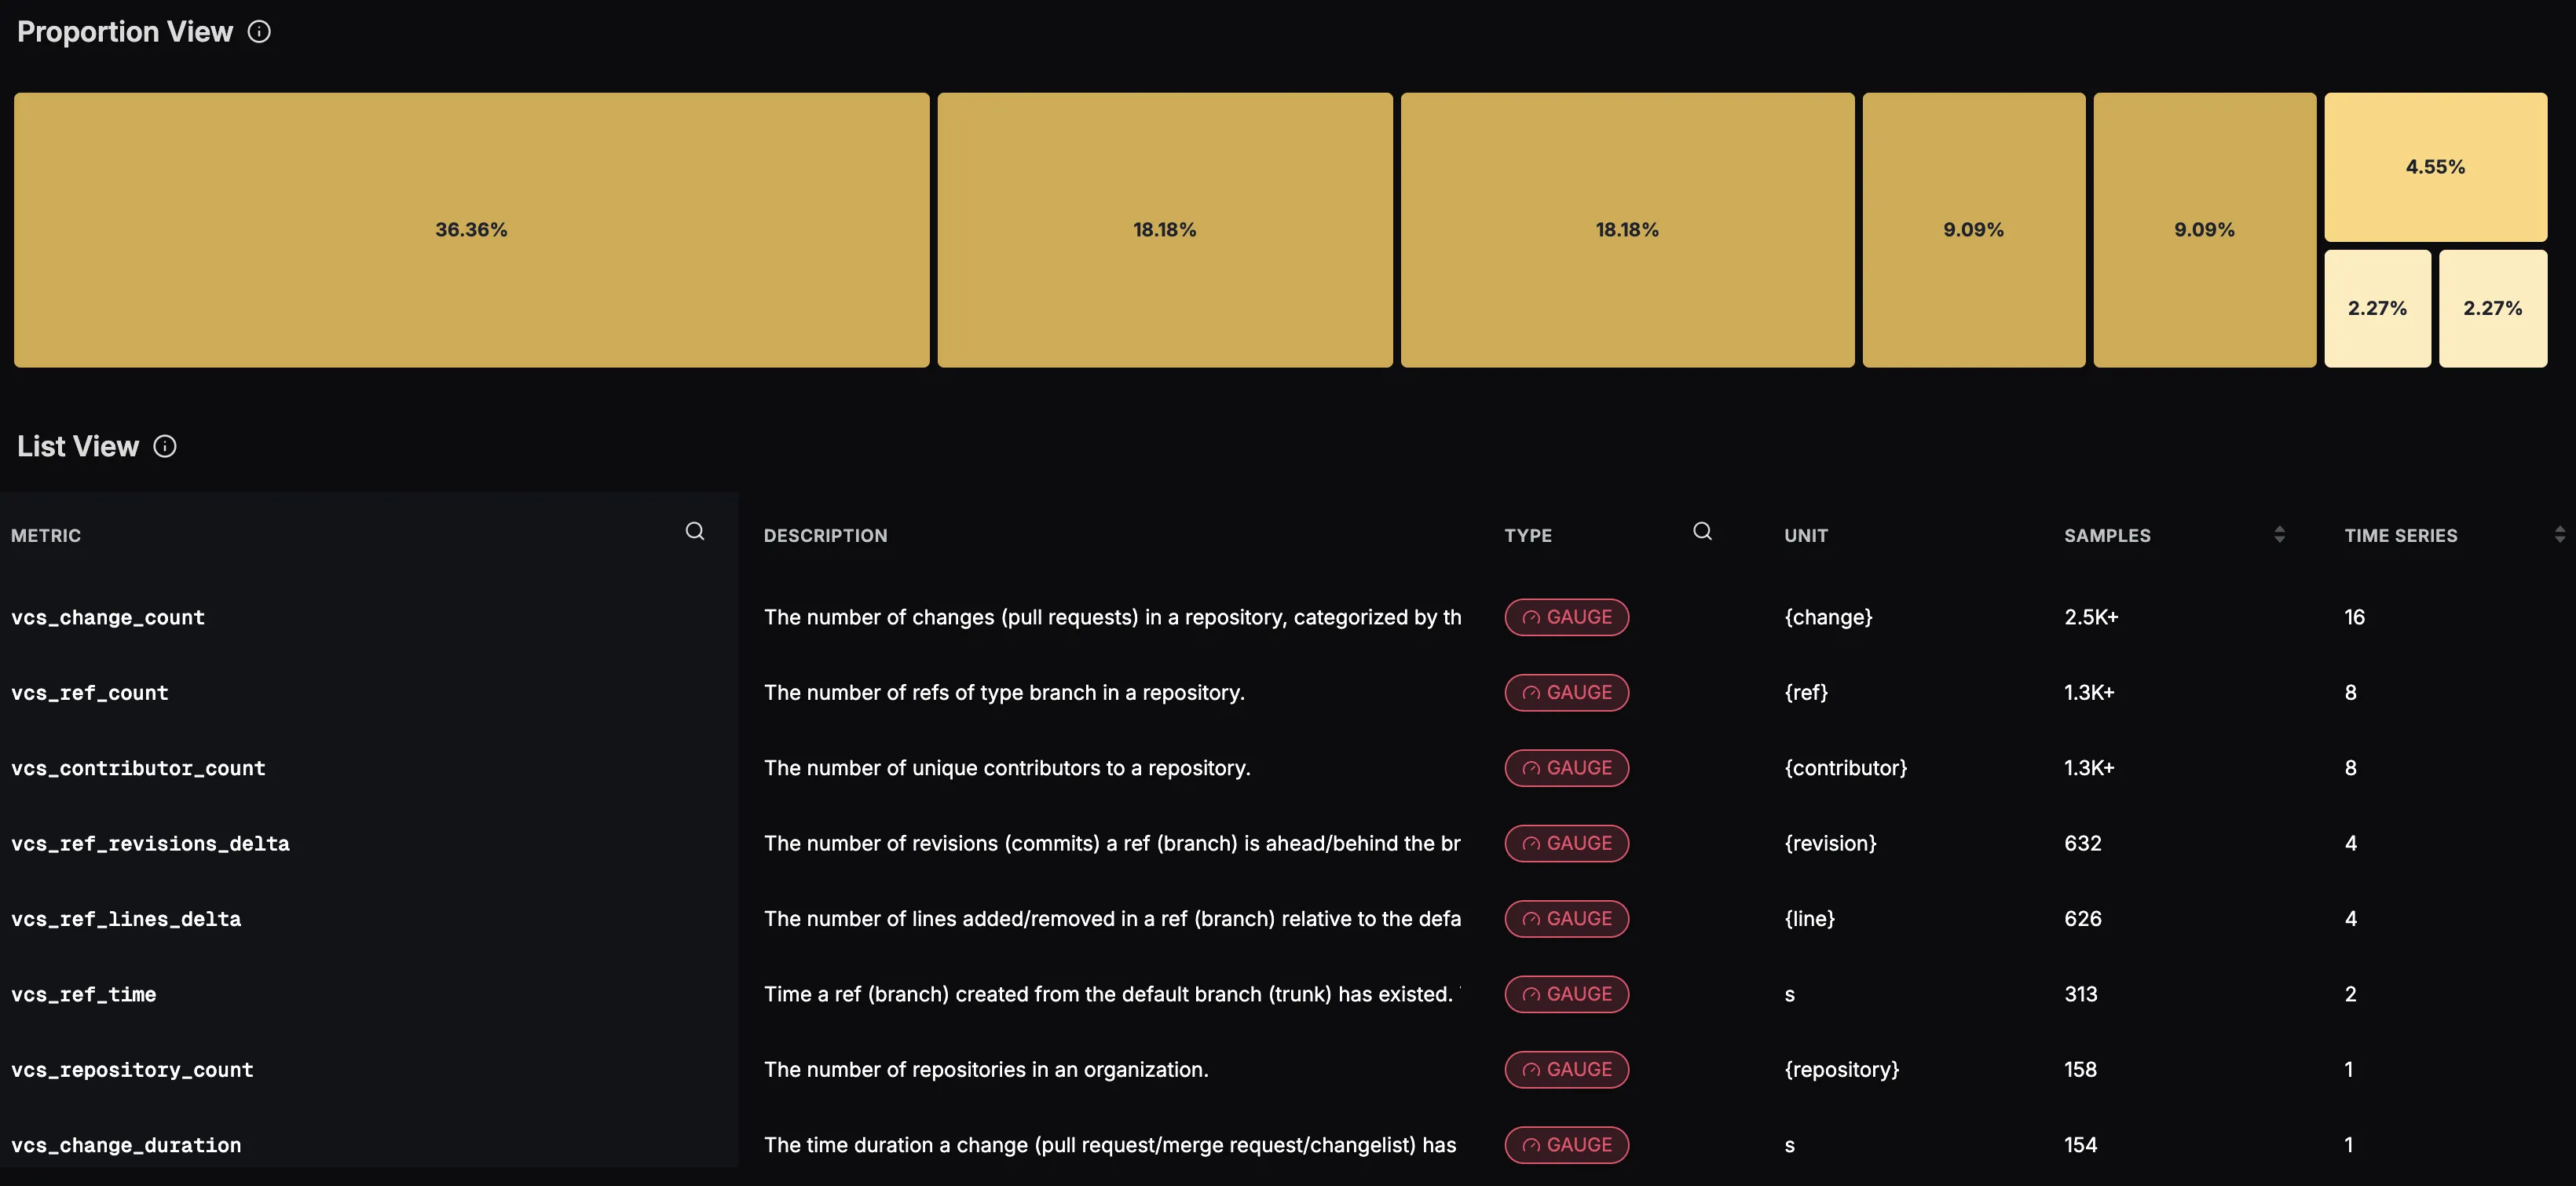 Proportion View
36.36%
18.18%
18.18%
9.09%
9.09%
4.55%
2.27%
2.27%
List View
METRIC DESCRIPTION TYPE UNIT SAMPLES TIME SERIES
vcs_change_count The number of changes (pull requests) in a repository, categorized by th GAUGE {change} 2.5K+ 16
vcs_ref_count The number of refs of type branch in a repository. GAUGE {ref} 1.3K+ 8
vcs_contributor_count The number of unique contributors to a repository. GAUGE {contributor} 1.3K+ 8
vcs_ref_revisions_delta The number of revisions (commits) a ref (branch) is ahead/behind the br GAUGE {revision} 632 4
vcs_ref_lines_delta The number of lines added/removed in a ref (branch) relative to the defa GAUGE {line} 626 4
vcs_ref_time Time a ref (branch) created from the default branch (trunk) has existed. GAUGE s 313 2
vcs_repository_count The number of repositories in an organization. GAUGE {repository} 158 1
vcs_change_duration The time duration a change (pull request/merge request/changelist) has GAUGE s 154 1